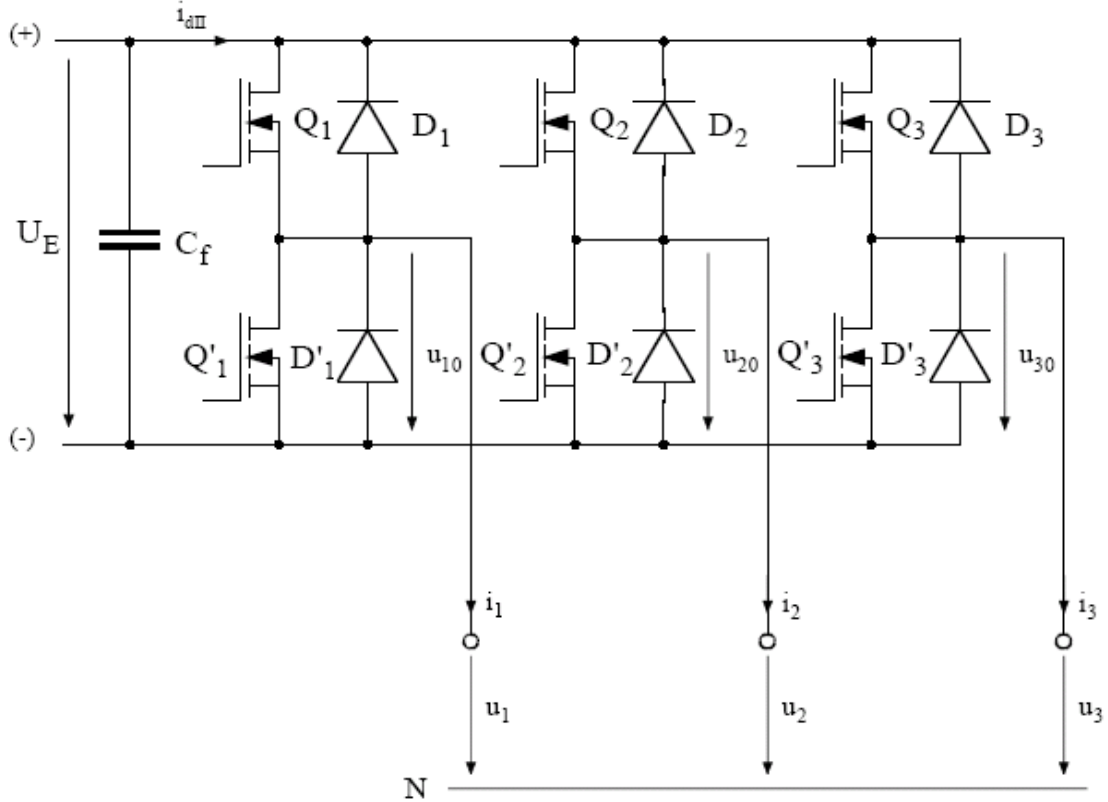 (+)
i_dII
Q_1
D_1
Q_2
D_2
Q_3
D_3
U_E
C_f
Q'_1
D'_1
u_10
Q'_2
D'_2
u_20
Q'_3
D'_3
u_30
(-)
i_1
i_2
i_3
u_1
u_2
u_3
N